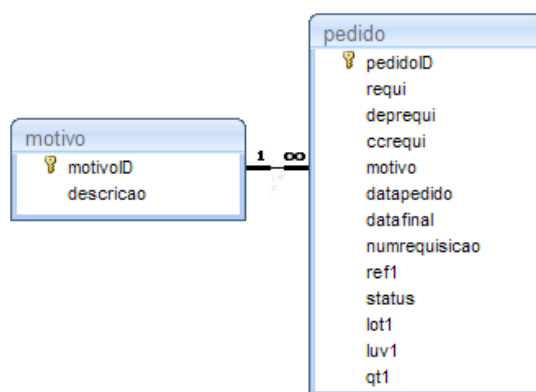 motivo
motivoID
descricao
1 ∞
pedido
pedidoID
requi
deprequi
ccrequi
motivo
datapedido
datafinal
numrequisicao
ref1
status
lot1
luv1
qt1